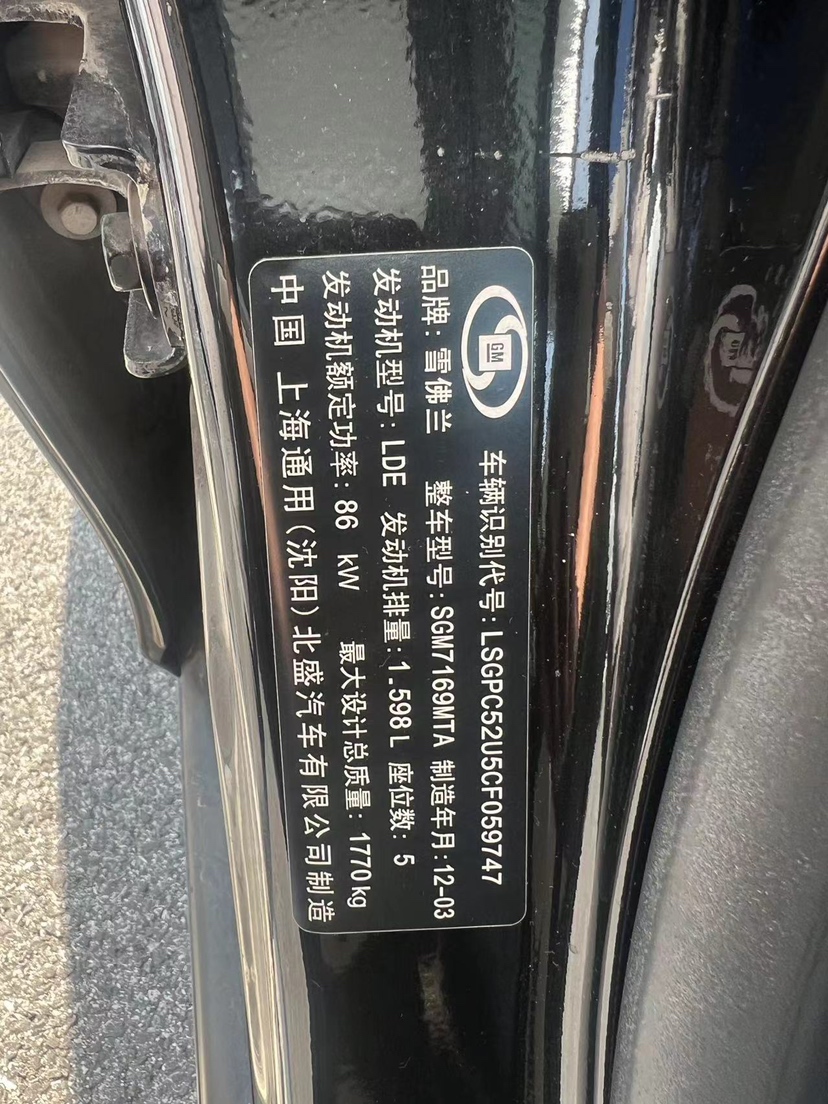 GM
车辆识别代号:LSGPC52U5CF059747
品牌:雪佛兰 整车型号:SGM7169MTA 制造年月:12-03
发动机型号:LDE 发动机排量:1.598L 座位数:5
发动机额定功率:86 kW 最大设计总质量:1770kg
中国 上海通用(沈阳)北盛汽车有限公司制造